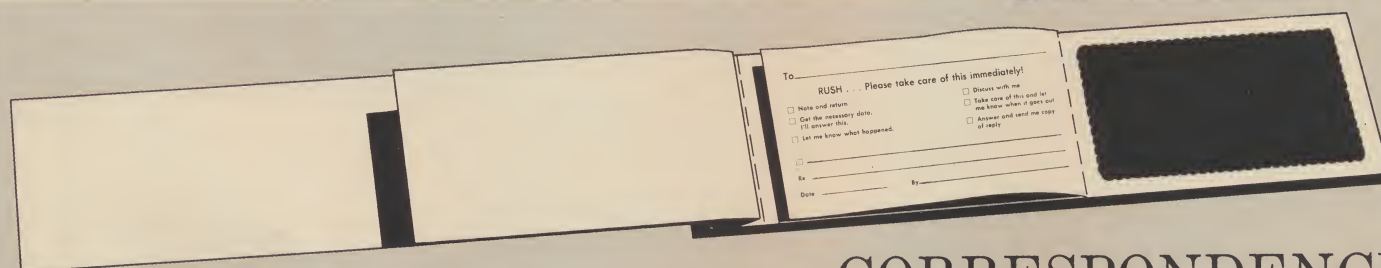 To
RUSH . . . Please take care of this immediately!
☐ Note and return
☐ Get the necessary data.
I'll answer this.
☐ Let me know what happened.
☐ Discuss with me
☐ Take care of this and let
me know when it goes out
☐ Answer and send me copy
of reply
☐
Re
Date By
CORRESPONDENC